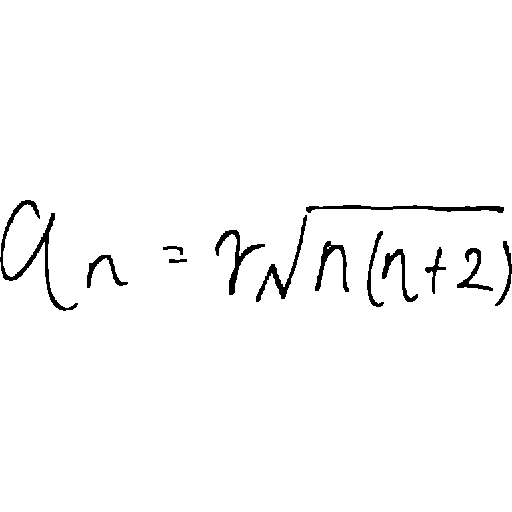 a_n = r\sqrt{n(n+2)}